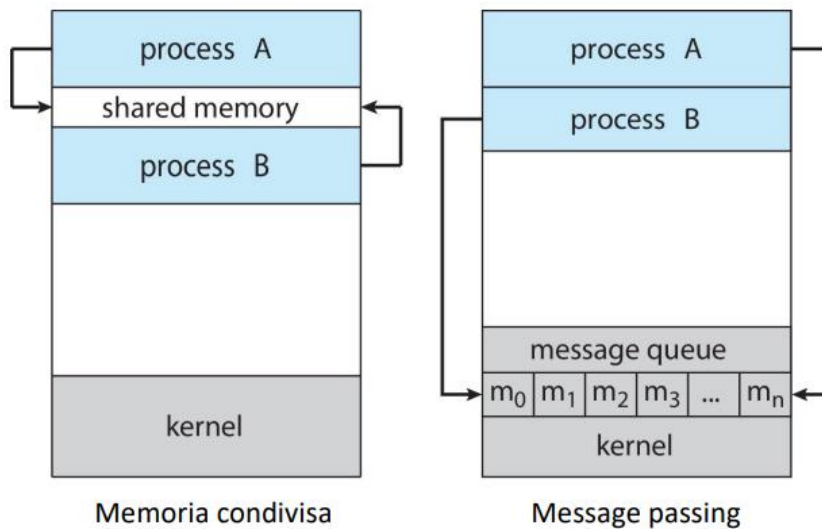 process A
shared memory
process B
kernel
Memoria condivisa
process A
process B
message queue
m0 m1 m2 m3 ... mn
kernel
Message passing